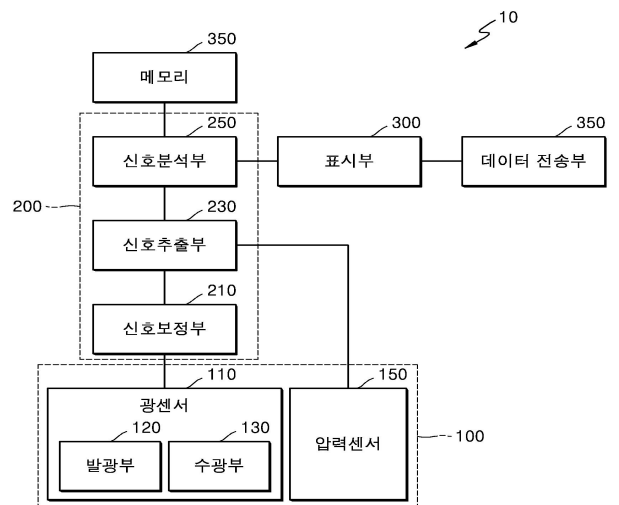 10
350
메모리
250
신호분석부
300
표시부
350
데이터 전송부
200
230
신호추출부
210
신호보정부
110
광센서
120
발광부
130
수광부
150
압력센서
100